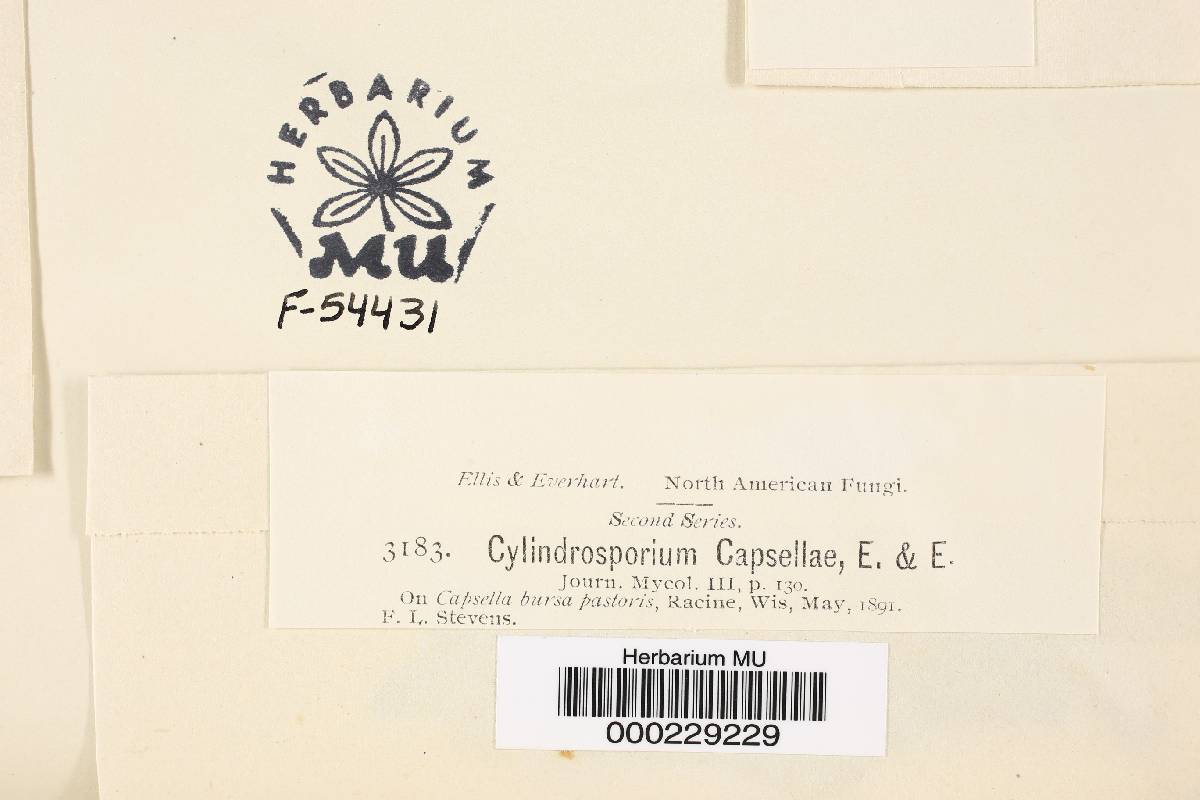 HERBARIUM
MU
F-54431
Ellis & Everhart. North American Fungi.
Second Series.
3183. Cylindrosporium Capsellae, E. & E.
Journ. Mycol. III, p. 130.
On Capsella bursa pastoris, Racine, Wis, May, 1891.
F. L. Stevens.
Herbarium MU
000229229